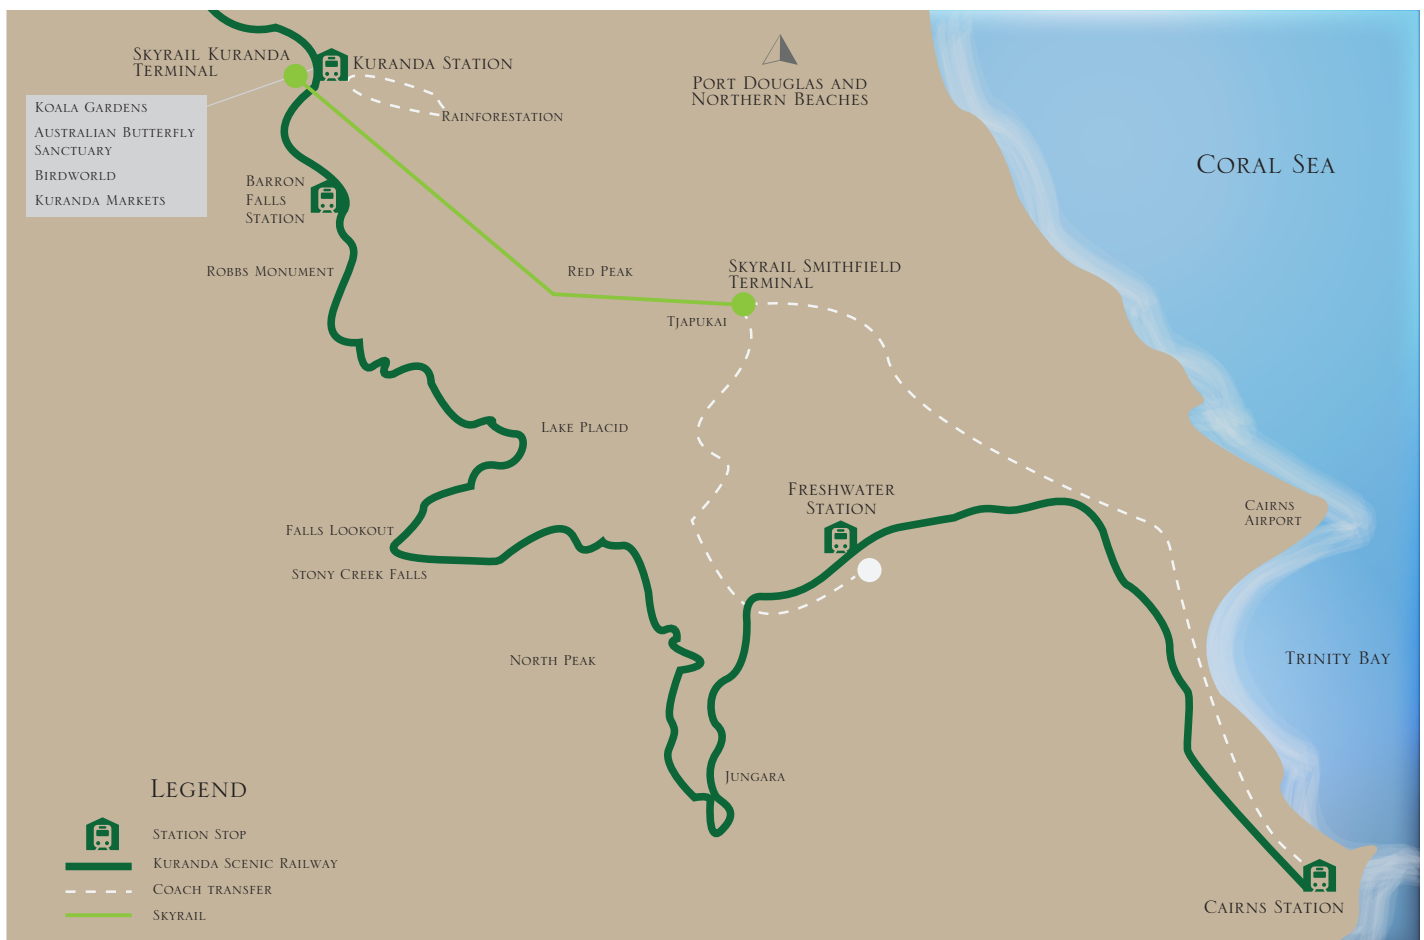 Skyrail Kuranda
Terminal
Kuranda Station
Port Douglas and
Northern Beaches
Koala Gardens
Australian Butterfly
Sanctuary
Birdworld
Kuranda Markets
Rainforestation
Coral Sea
Barron
Falls
Station
Robbs Monument
Red Peak
Skyrail Smithfield
Terminal
Tjapukai
Lake Placid
Freshwater
Station
Cairns
Airport
Falls Lookout
Stony Creek Falls
North Peak
Trinity Bay
Jungara
Legend
Station Stop
Kuranda Scenic Railway
Coach transfer
Skyrail
Cairns Station